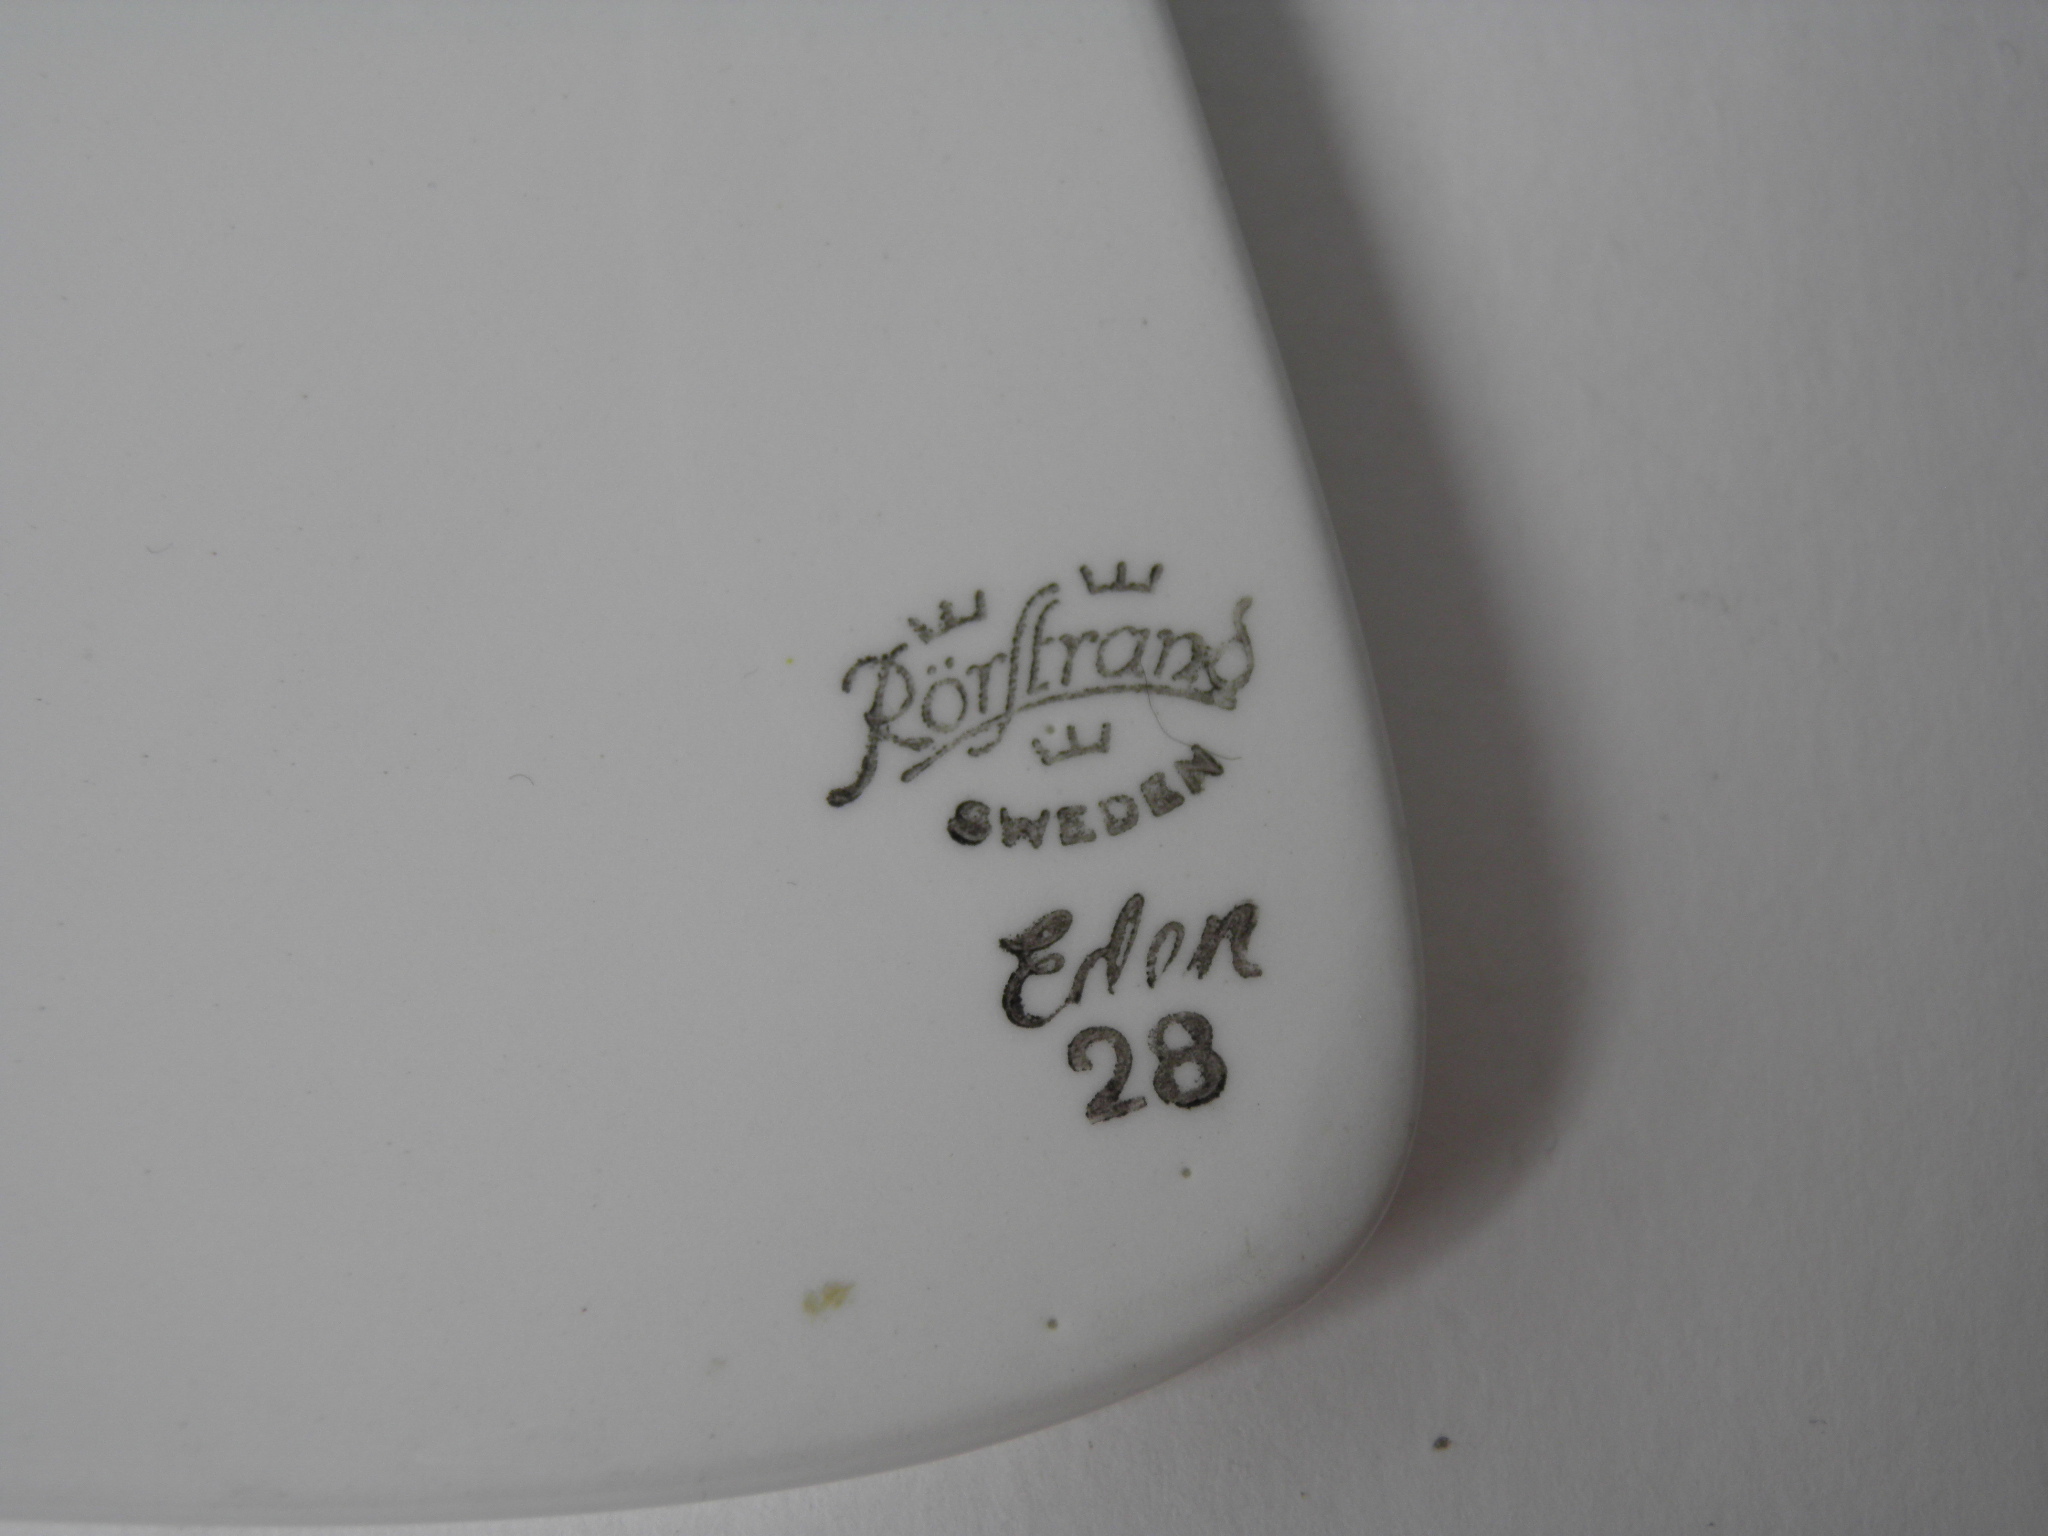 Rörstrand
SWEDEN
Eden
28